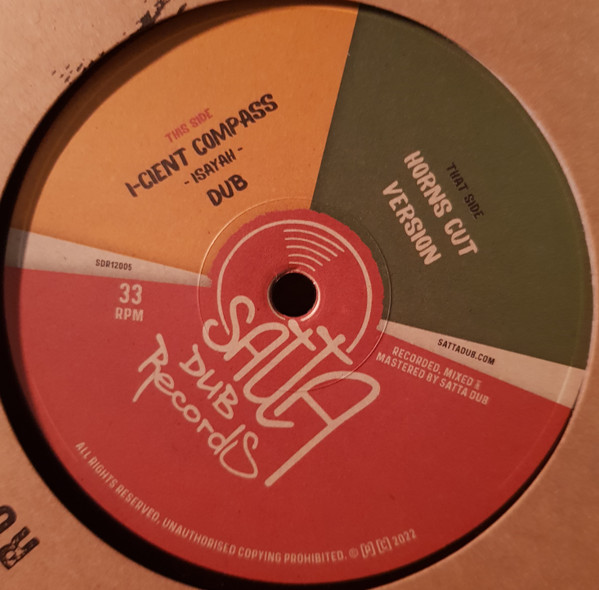 THIS SIDE
I-CIENT COMPASS
- ISAYAH -
DUB
THAT SIDE
HORNS CUT
VERSION
SDR12005
33
RPM
SATTADUB.COM
RECORDED, MIXED &
MASTERED BY SATTA DUB
SATTA
DUB
Records
ALL RIGHTS RESERVED, UNAUTHORISED COPYING PROHIBITED. © [P] [C] 2022
RU